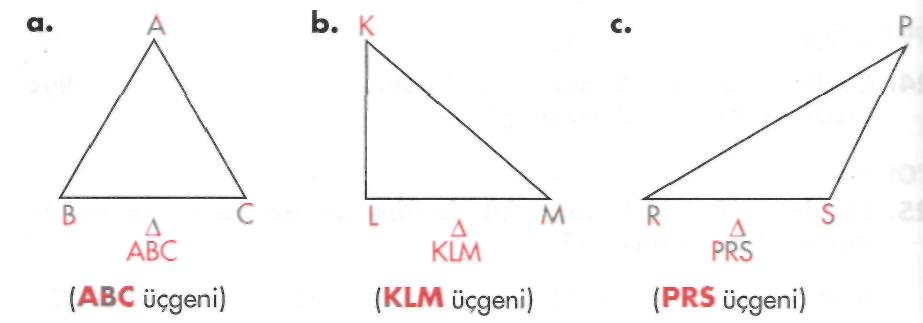 a. b. c.
A K P
B C L M R S
Δ Δ Δ
ABC KLM PRS
(ABC üçgeni) (KLM üçgeni) (PRS üçgeni)